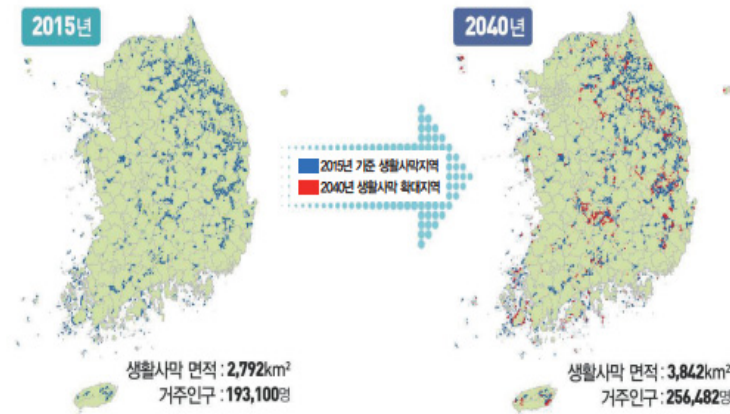 2015년
2040년
2015년 기준 생활사막지역
2040년 생활사막 확대지역
생활사막 면적 : 2,792km²
거주인구 : 193,100명
생활사막 면적 : 3,842km²
거주인구 : 256,482명